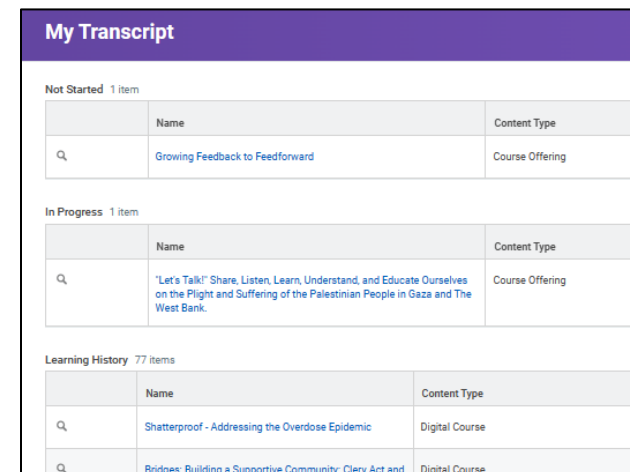 My Transcript
Not Started 1 item
Name Content Type
Growing Feedback to Feedforward Course Offering
In Progress 1 item
Name Content Type
"Let's Talk!" Share, Listen, Learn, Understand, and Educate Ourselves Course Offering
on the Plight and Suffering of the Palestinian People in Gaza and The
West Bank.
Learning History 77 items
Name Content Type
Shatterproof - Addressing the Overdose Epidemic Digital Course
Bridges: Building a Supportive Community: Clery Act and Digital Course